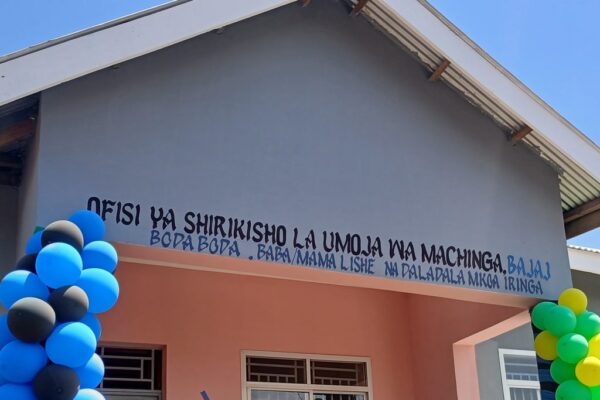 OFISI YA SHIRIKISHO LA UMOJA WA MACHINGA. BAJAJ
BODA BODA . BABA/MAMA LISHE NA DALADALA MKOA IRINGA